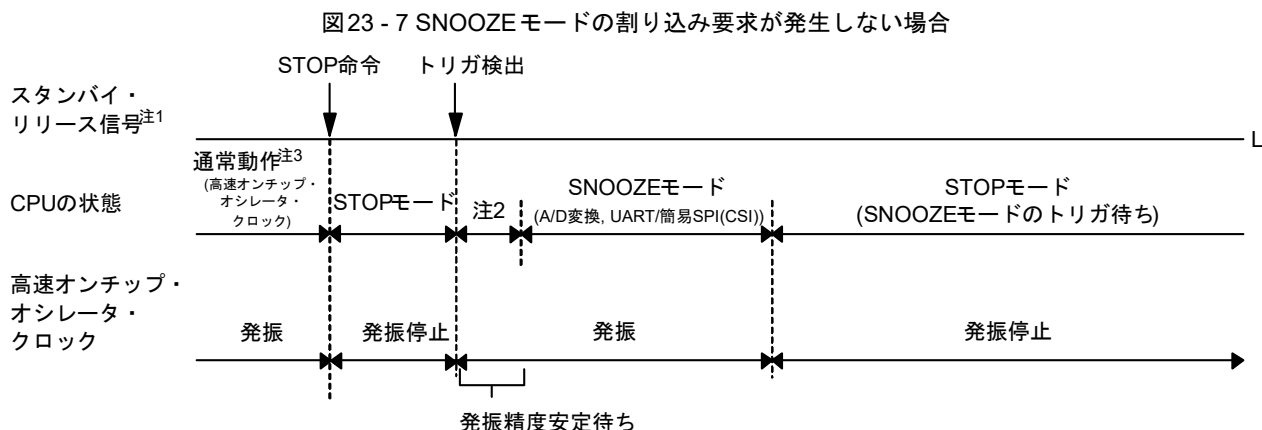 図23 - 7 SNOOZEモードの割り込み要求が発生しない場合
STOP命令 トリガ検出
スタンバイ・
リリース信号注1
L
通常動作注3
(高速オンチップ・
オシレータ・
クロック)
CPUの状態
STOPモード
注2
SNOOZEモード
(A/D変換, UART/簡易SPI(CSI))
STOPモード
(SNOOZEモードのトリガ待ち)
高速オンチップ・
オシレータ・
クロック
発振 発振停止 発振 発振停止
発振精度安定待ち